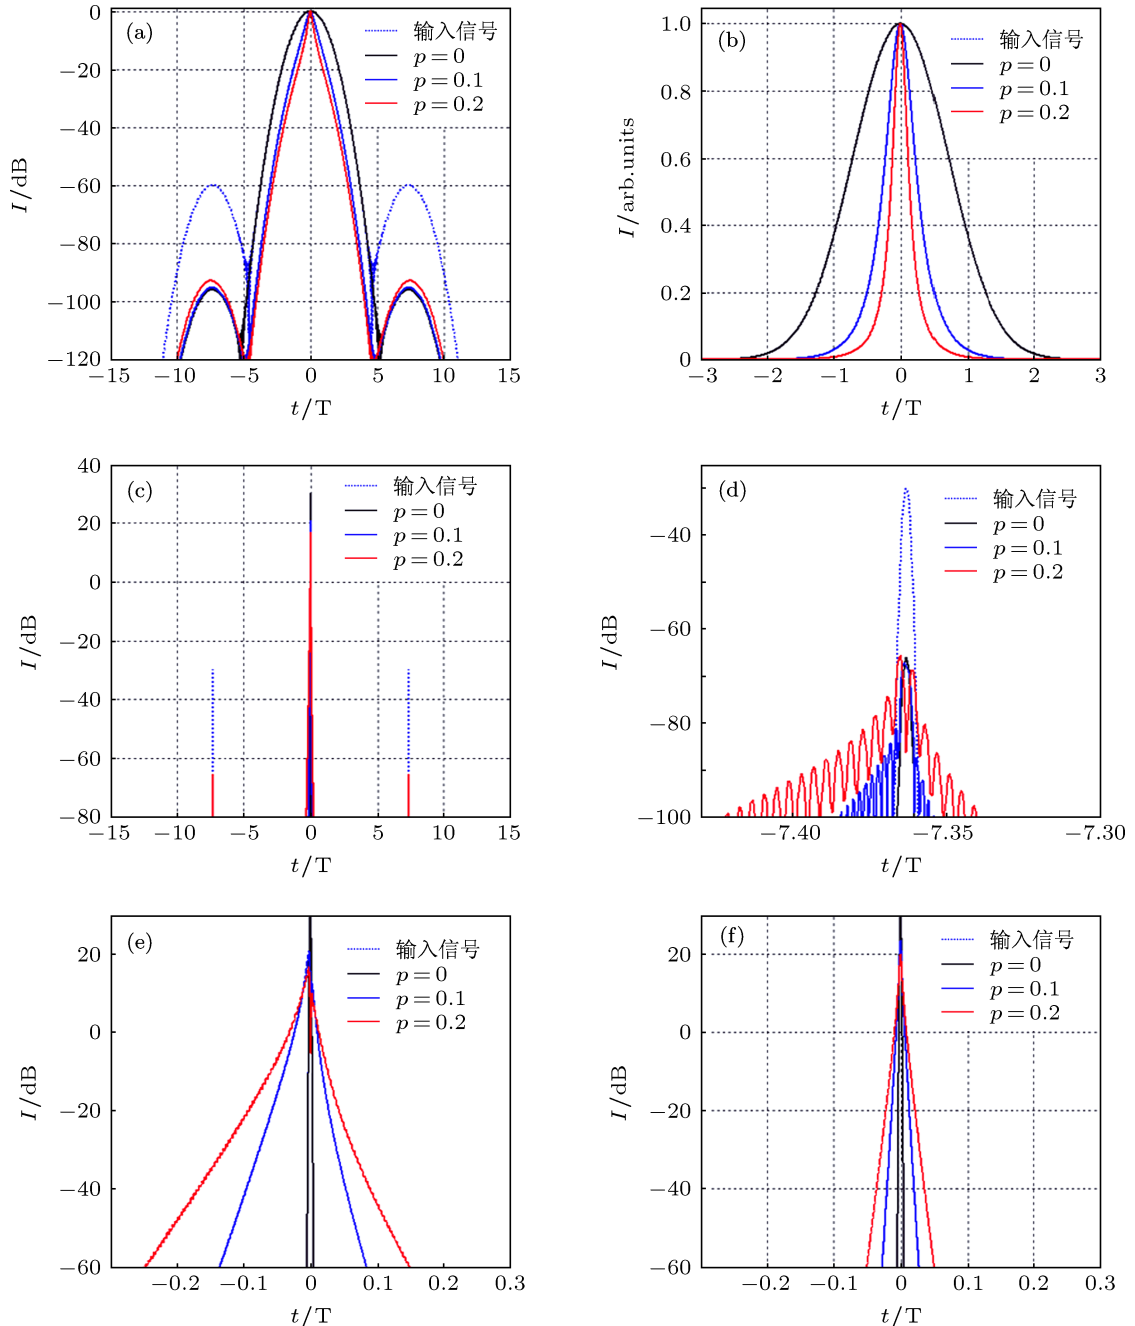 (a)
输入信号
p = 0
p = 0.1
p = 0.2
0
−20
−40
−60
−80
−100
−120
I/dB
−15 −10 −5 0 5 10 15
t/T
(b)
输入信号
p = 0
p = 0.1
p = 0.2
1.0
0.8
0.6
0.4
0.2
0
I/arb.units
−3 −2 −1 0 1 2 3
t/T
(c)
输入信号
p = 0
p = 0.1
p = 0.2
40
20
0
−20
−40
−60
−80
I/dB
−15 −10 −5 0 5 10 15
t/T
(d)
输入信号
p = 0
p = 0.1
p = 0.2
−40
−60
−80
−100
I/dB
−7.40 −7.35 −7.30
t/T
(e)
输入信号
p = 0
p = 0.1
p = 0.2
20
0
−20
−40
−60
I/dB
−0.2 −0.1 0 0.1 0.2 0.3
t/T
(f)
输入信号
p = 0
p = 0.1
p = 0.2
20
0
−20
−40
−60
I/dB
−0.2 −0.1 0 0.1 0.2 0.3
t/T